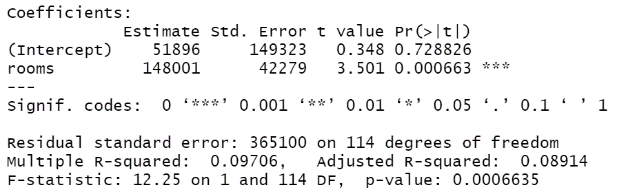 Coefficients:
Estimate Std. Error t value Pr(>|t|)
(Intercept) 51896 149323 0.348 0.728826
rooms 148001 42279 3.501 0.000663 ***
---
Signif. codes: 0 ‘***’ 0.001 ‘**’ 0.01 ‘*’ 0.05 ‘.’ 0.1 ‘ ’ 1
Residual standard error: 365100 on 114 degrees of freedom
Multiple R-squared: 0.09706, Adjusted R-squared: 0.08914
F-statistic: 12.25 on 1 and 114 DF, p-value: 0.0006635